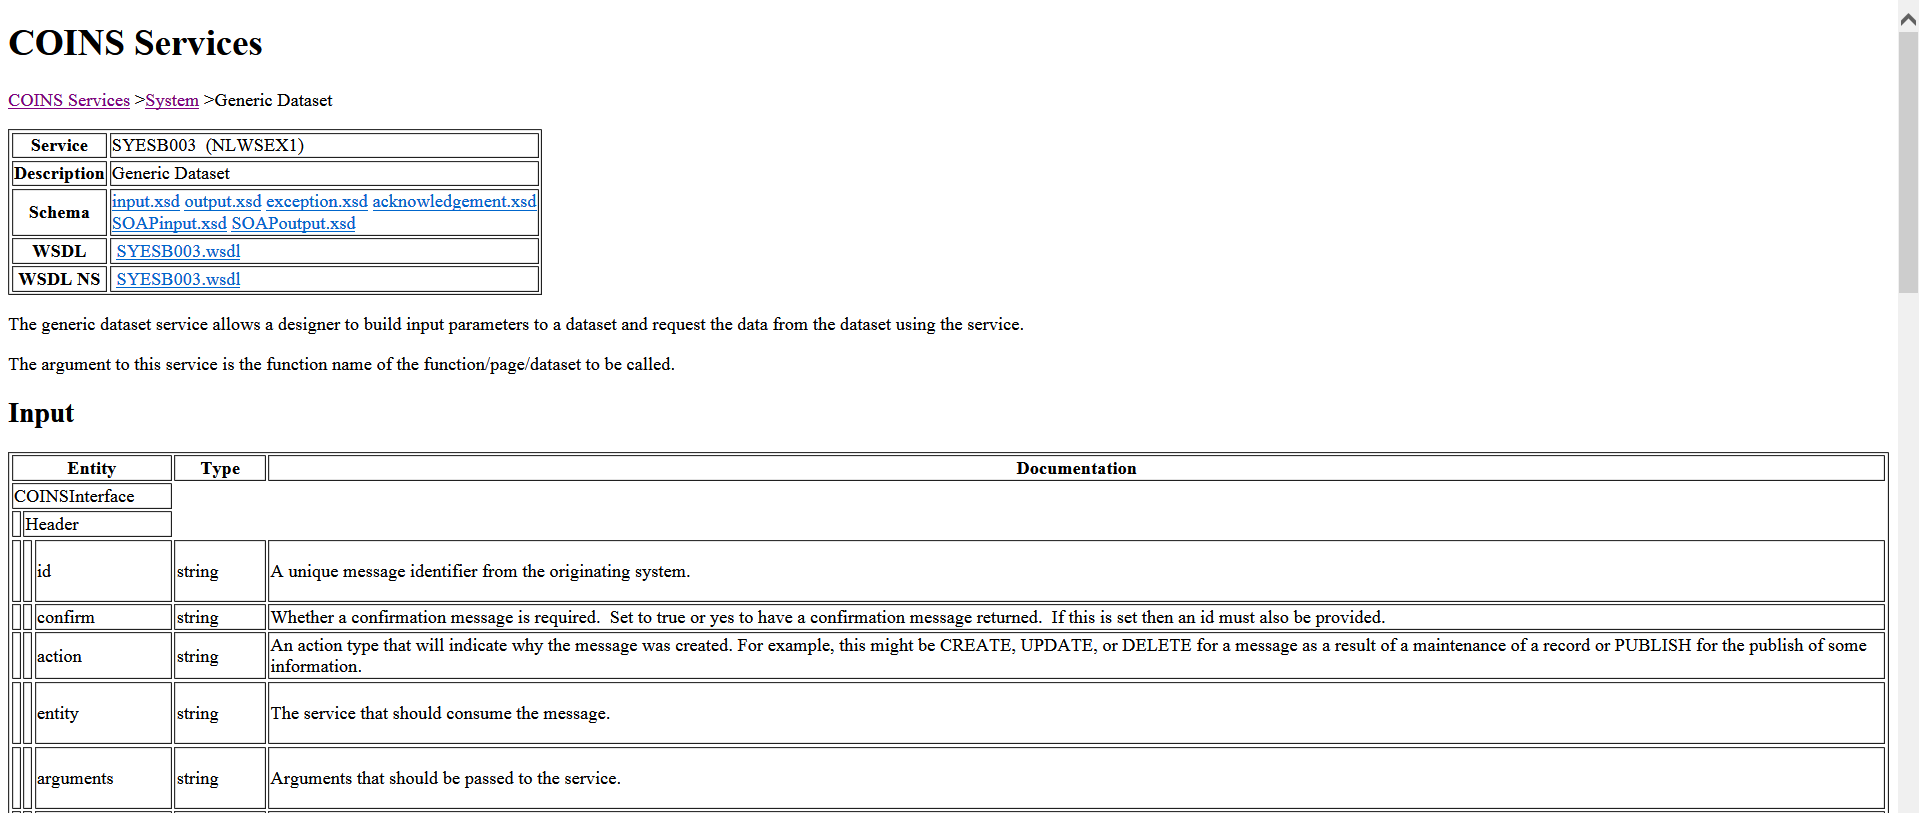 COINS Services
COINS Services >System >Generic Dataset
Service SYESB003 (NLWSEX1)
Description Generic Dataset
Schema input.xsd output.xsd exception.xsd acknowledgement.xsd
SOAPinput.xsd SOAPoutput.xsd
WSDL SYESB003.wsdl
WSDL NS SYESB003.wsdl
The generic dataset service allows a designer to build input parameters to a dataset and request the data from the dataset using the service.
The argument to this service is the function name of the function/page/dataset to be called.
Input
Entity Type Documentation
COINSInterface
Header
id string A unique message identifier from the originating system.
confirm string Whether a confirmation message is required.  Set to true or yes to have a confirmation message returned.  If this is set then an id must also be provided.
action string An action type that will indicate why the message was created. For example, this might be CREATE, UPDATE, or DELETE for a message as a result of a maintenance of a record or PUBLISH for the publish of some
information.
entity string The service that should consume the message.
arguments string Arguments that should be passed to the service.